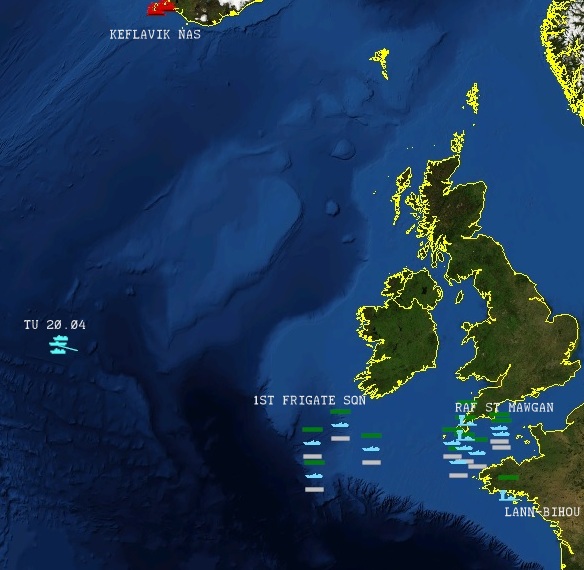 KEFLAVIK NAS
TU 20.04
1ST FRIGATE SQN
RAF ST MAWGAN
LANN-BIHOU